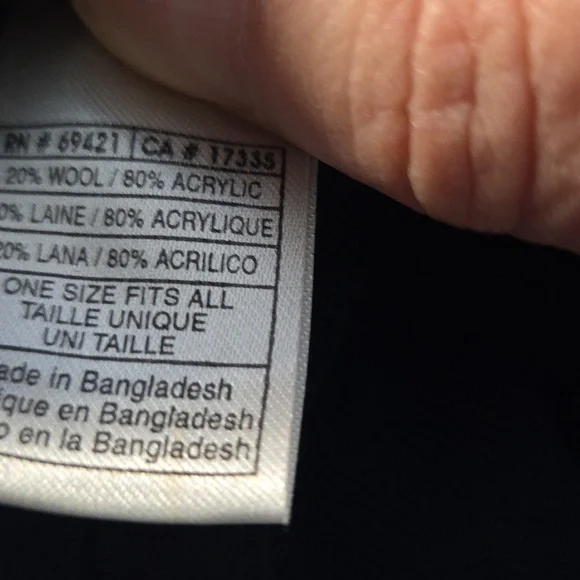 RN # 69421 CA # 17335
20% WOOL / 80% ACRYLIC
0% LAINE / 80% ACRYLIQUE
20% LANA / 80% ACRILICO
ONE SIZE FITS ALL
TAILLE UNIQUE
UNI TAILLE
ade in Bangladesh
ique en Bangladesh
o en la Bangladesh